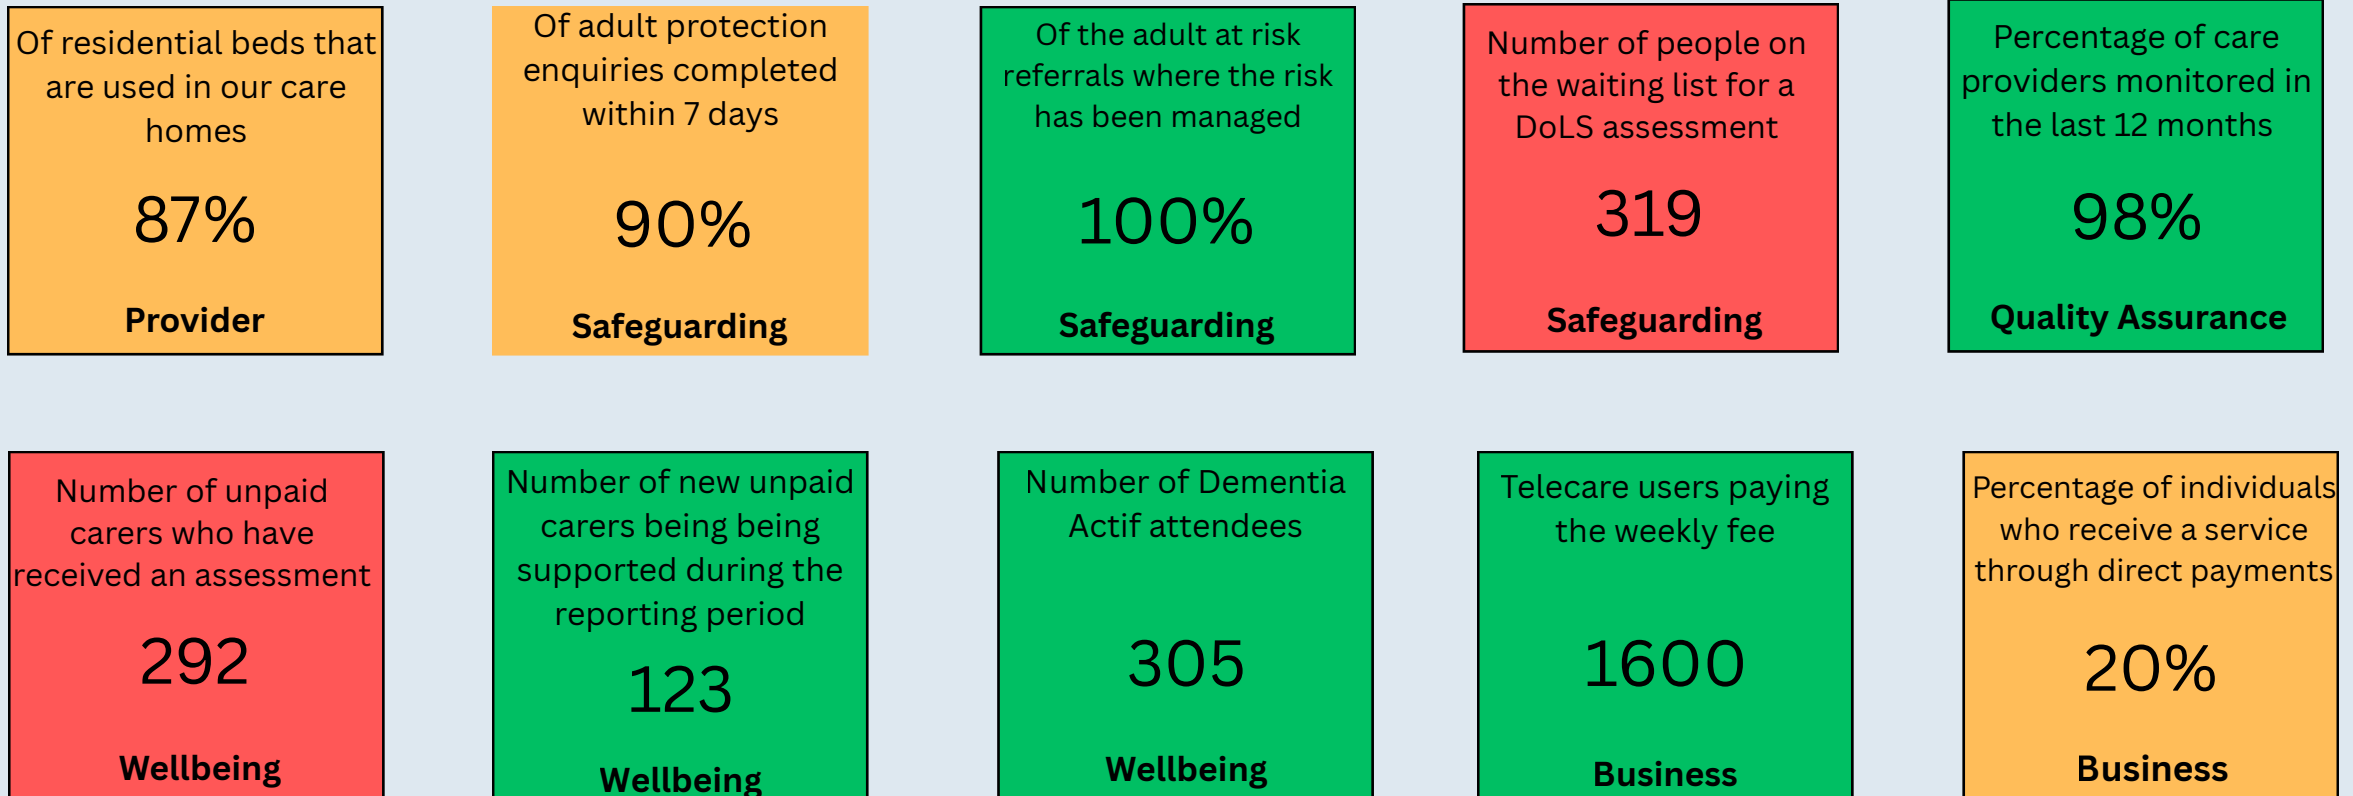 Of residential beds that
are used in our care
homes
87%
Provider
Of adult protection
enquiries completed
within 7 days
90%
Safeguarding
Of the adult at risk
referrals where the risk
has been managed
100%
Safeguarding
Number of people on
the waiting list for a
DoLS assessment
319
Safeguarding
Percentage of care
providers monitored in
the last 12 months
98%
Quality Assurance
Number of unpaid
carers who have
received an assessment
292
Wellbeing
Number of new unpaid
carers being being
supported during the
reporting period
123
Wellbeing
Number of Dementia
Actif attendees
305
Wellbeing
Telecare users paying
the weekly fee
1600
Business
Percentage of individuals
who receive a service
through direct payments
20%
Business